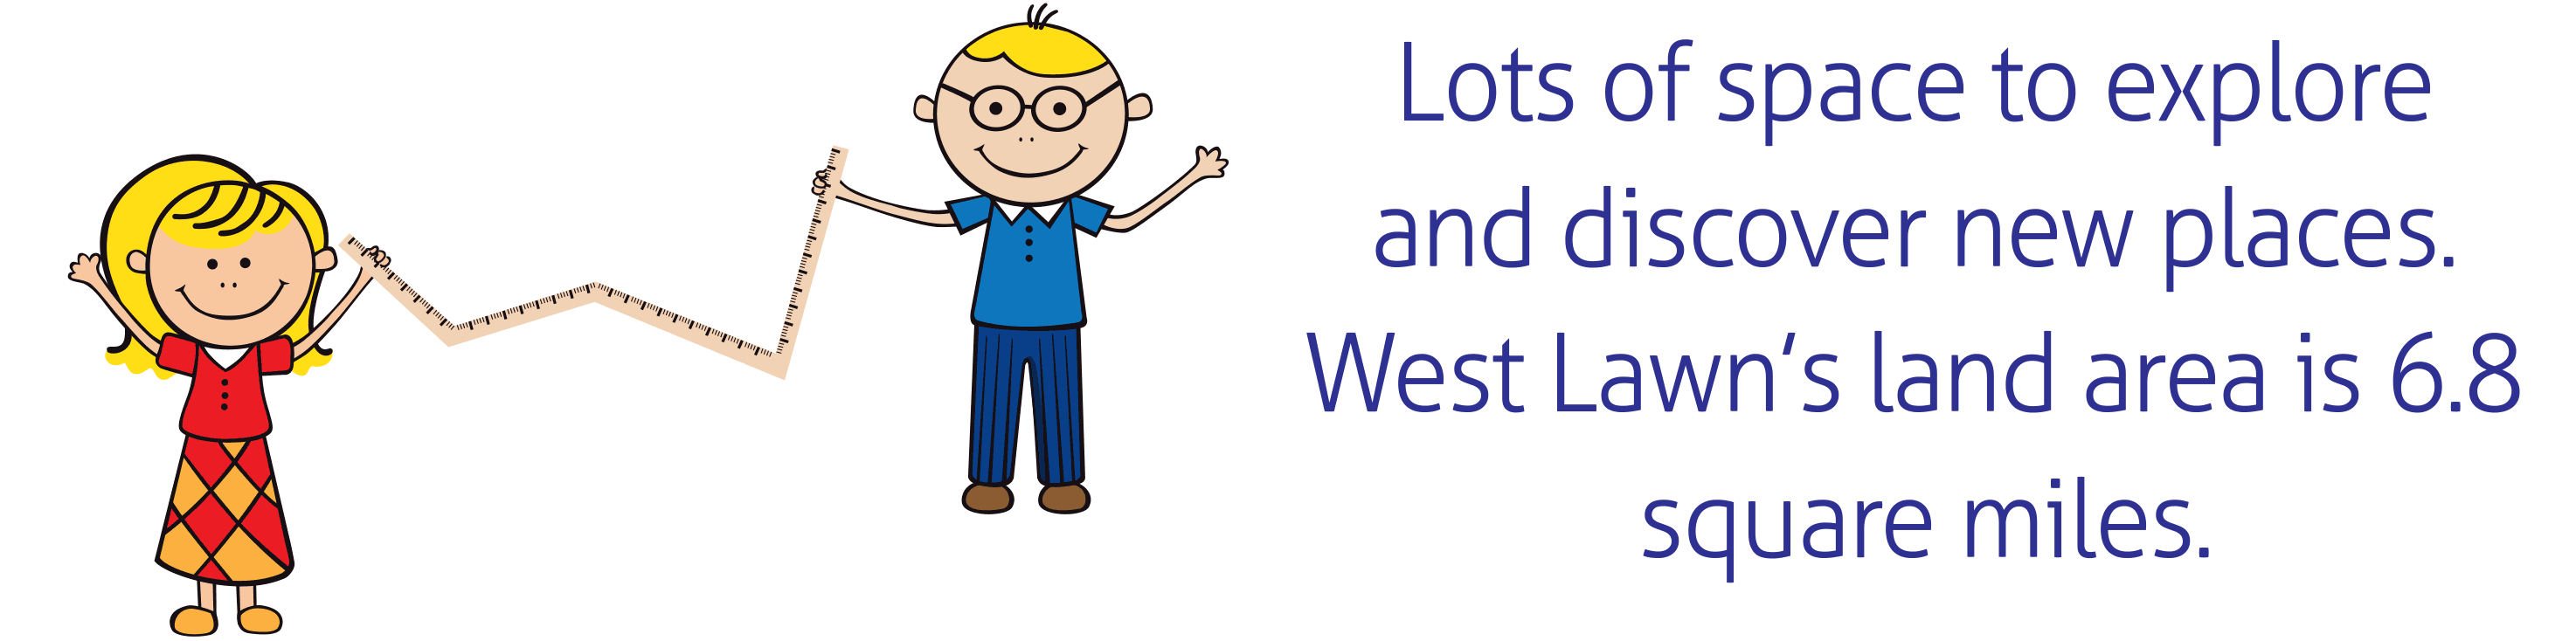 Lots of space to explore
and discover new places.
West Lawn‘s land area is 6.8
square miles.